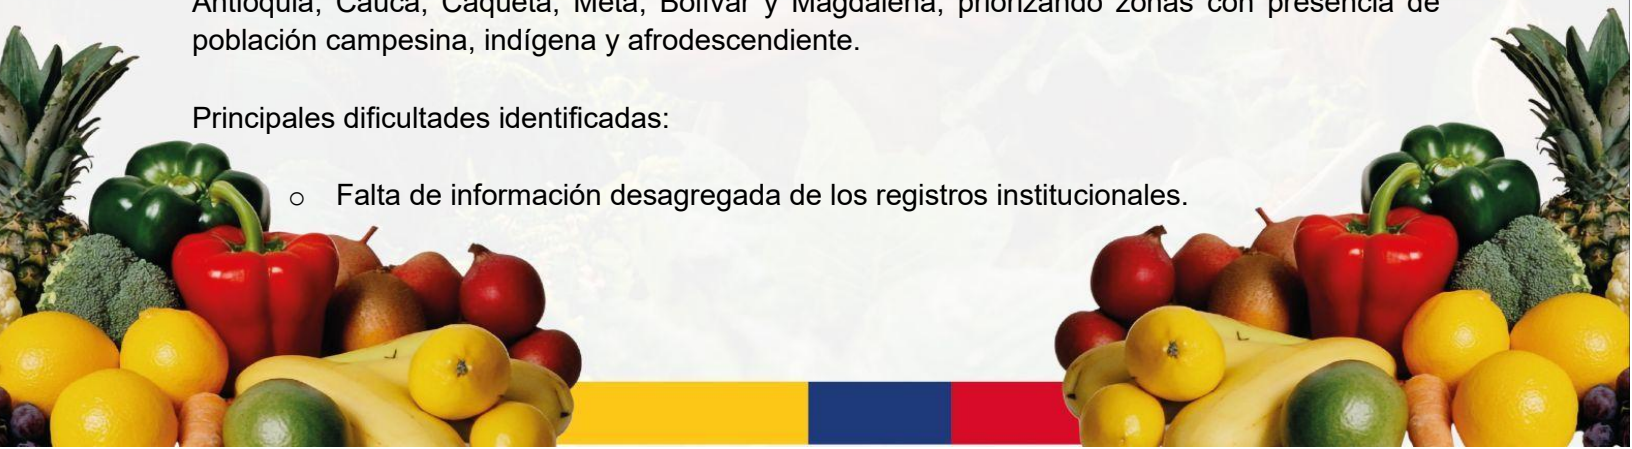 Antioquia, Cauca, Caquetá, Meta, Bolívar y Magdalena, priorizando zonas con presencia de
población campesina, indígena y afrodescendiente.
Principales dificultades identificadas:
o Falta de información desagregada de los registros institucionales.